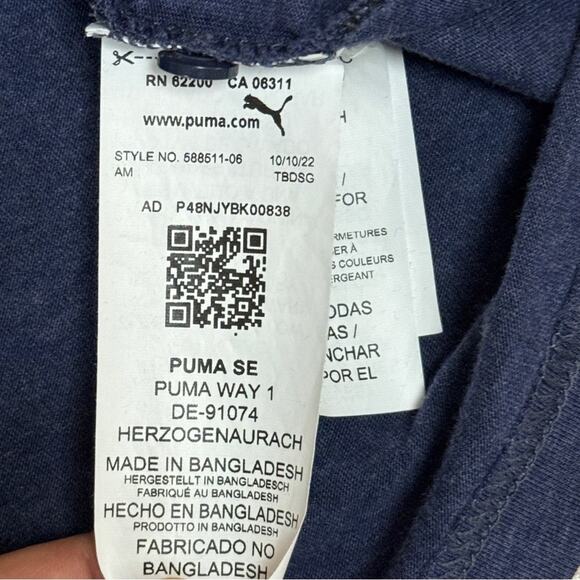 RN 62200 CA 06311
www.puma.com
STYLE NO. 588511-06 10/10/22
AM TBDSG
AD P48NJYBK00838
PUMA SE
PUMA WAY 1
DE-91074
HERZOGENAURACH
MADE IN BANGLADESH
HERGESTELLT IN BANGLADESCH
FABRIQUÉ AU BANGLADESH
HECHO EN BANGLADESH
PRODOTTO IN BANGLADESH
FABRICADO NO
BANGLADESH
C
H
/
FOR
RMETURES
SER À
S COULEURS
ERGEANT
ODAS
AS /
NCHAR
POR EL